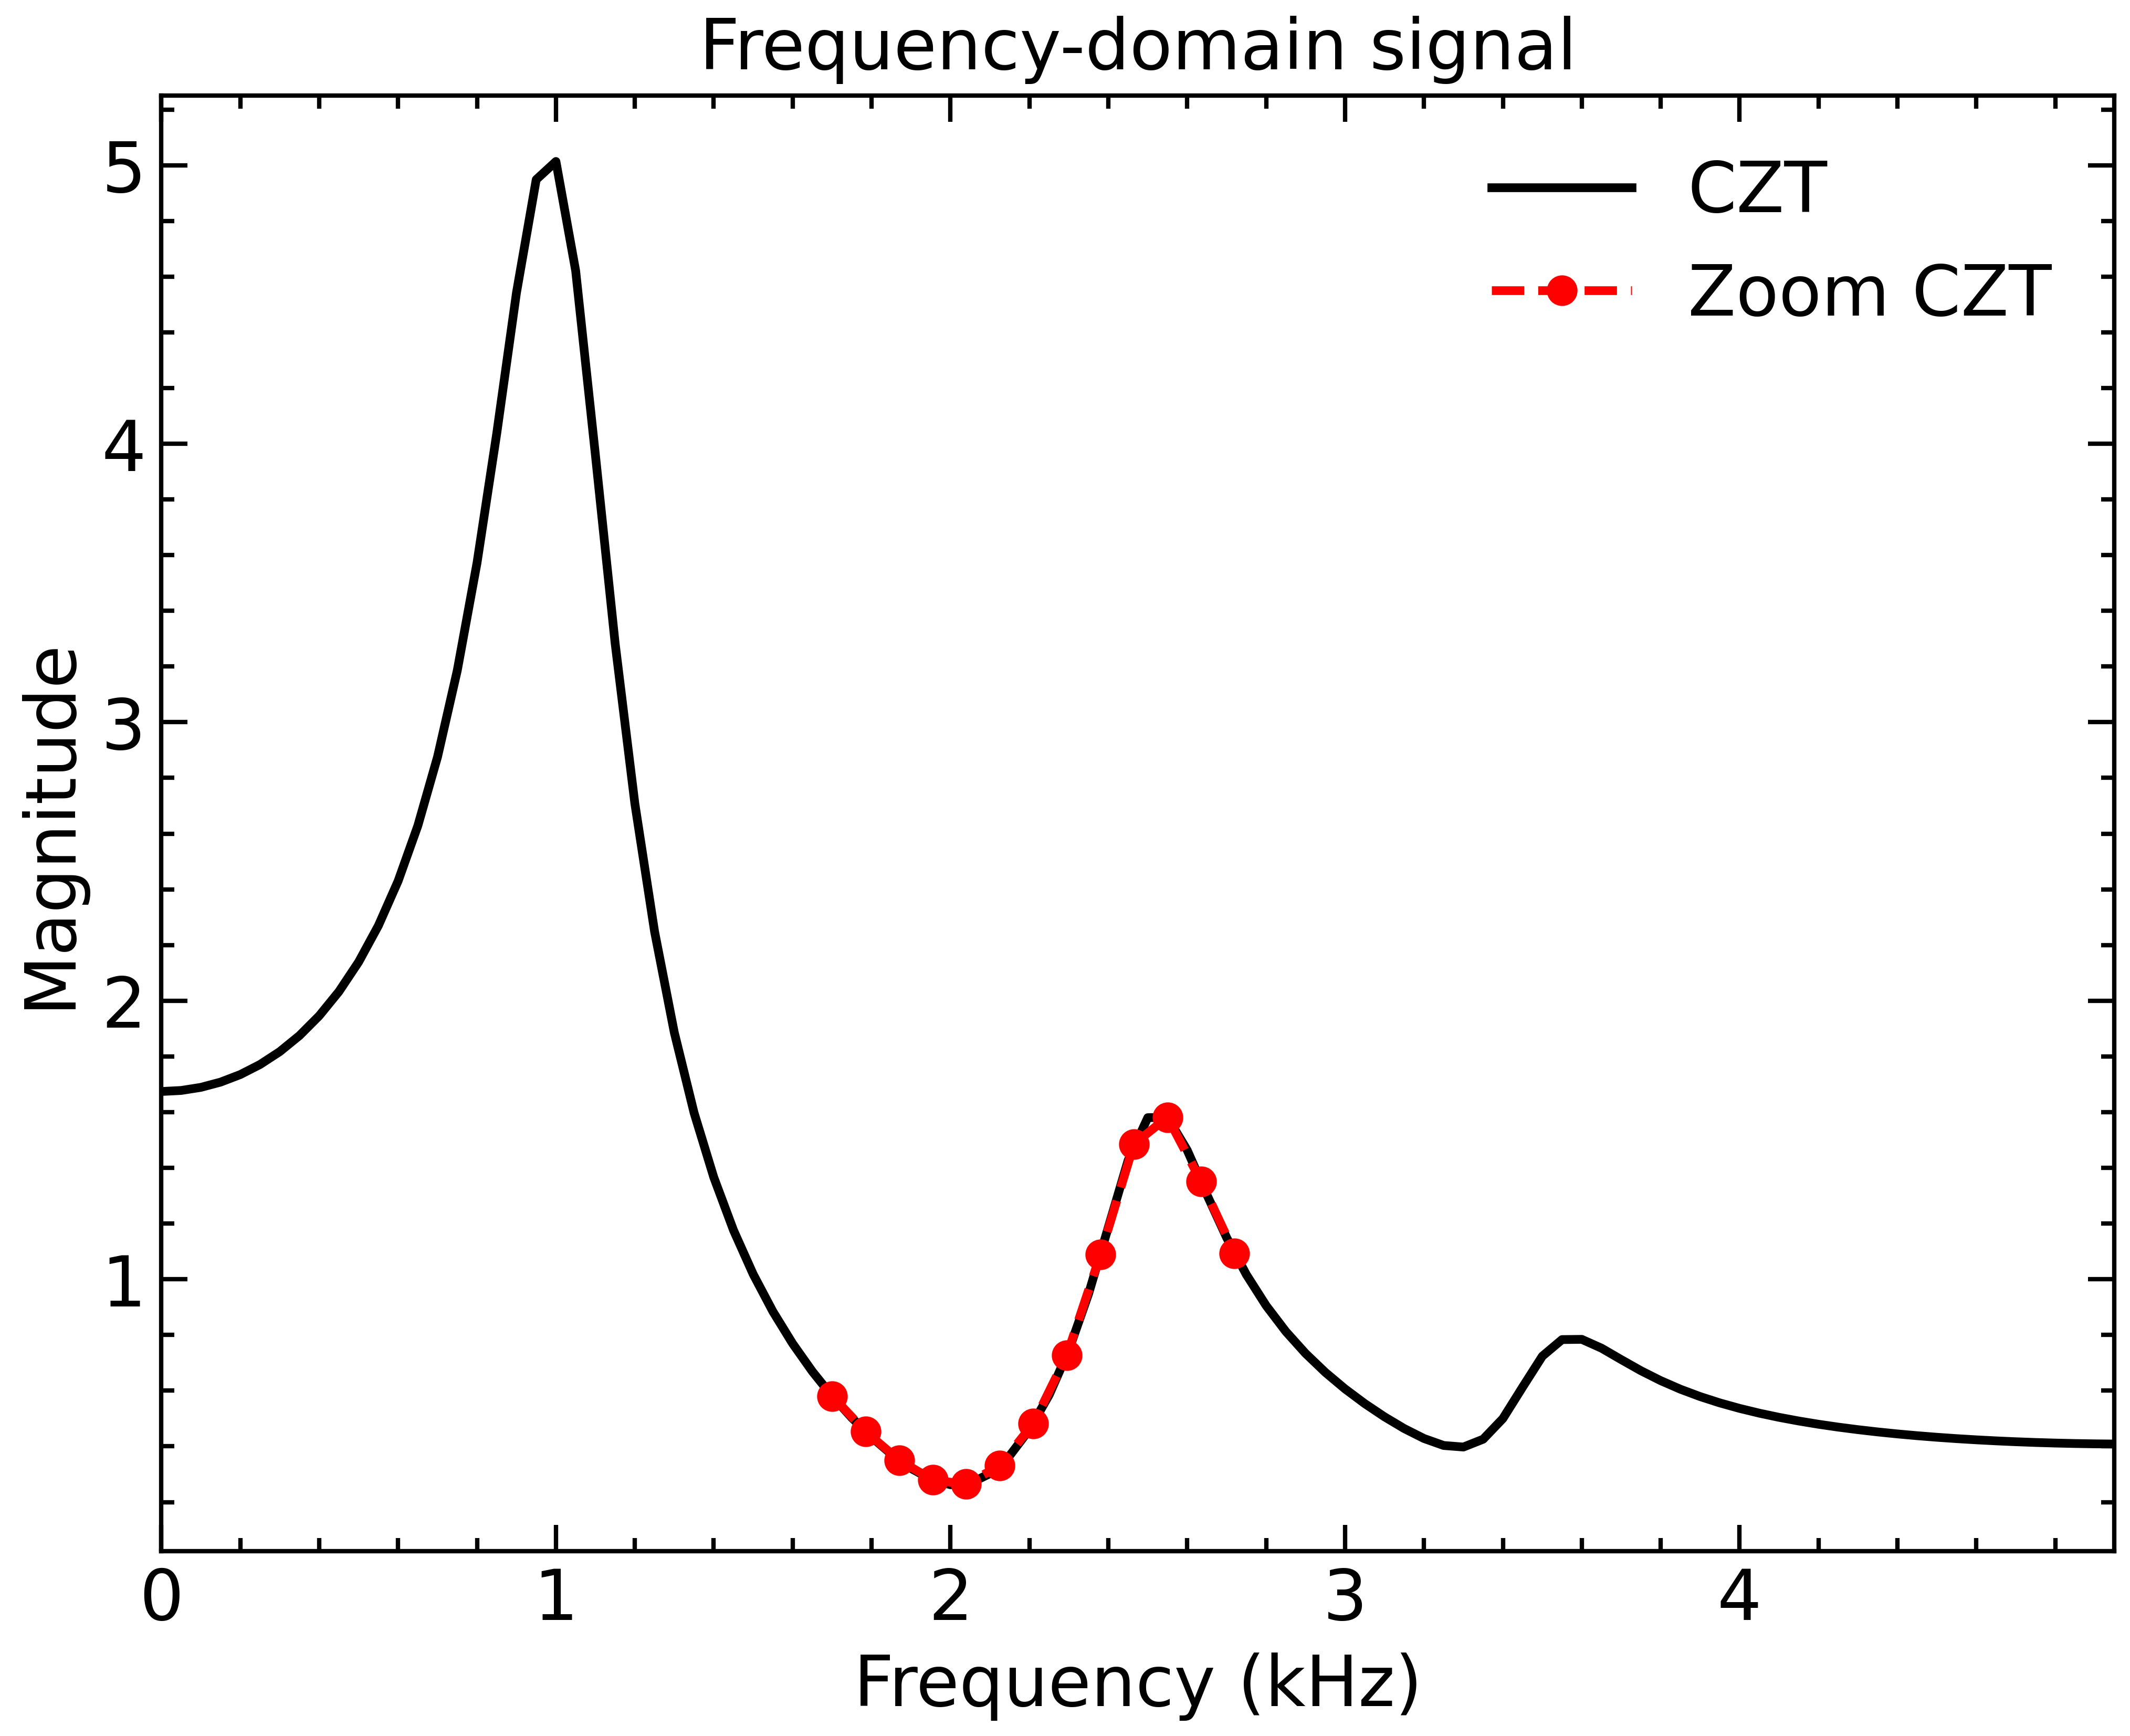 Frequency-domain signal
CZT
Zoom CZT
Magnitude
5
4
3
2
1
0 1 2 3 4
Frequency (kHz)